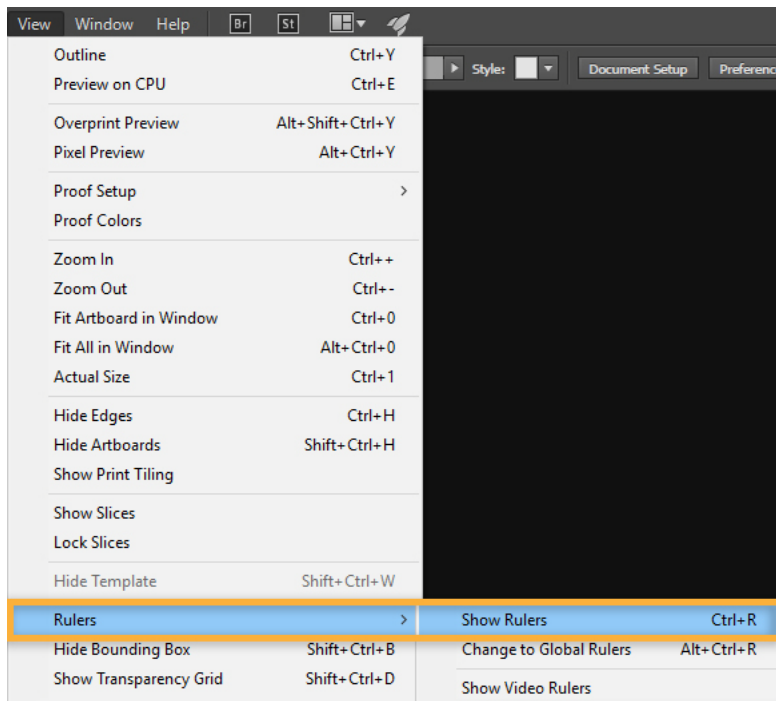 View Window Help Br St
Style: Document Setup
Outline Ctrl+Y
Preview on CPU Ctrl+E
Overprint Preview Alt+Shift+Ctrl+Y
Pixel Preview Alt+Ctrl+Y
Proof Setup >
Proof Colors
Zoom In Ctrl++
Zoom Out Ctrl+-
Fit Artboard in Window Ctrl+0
Fit All in Window Alt+Ctrl+0
Actual Size Ctrl+1
Hide Edges Ctrl+H
Hide Artboards Shift+Ctrl+H
Show Print Tiling
Show Slices
Lock Slices
Hide Template Shift+Ctrl+W
Rulers > Show Rulers Ctrl+R
Hide Bounding Box Shift+Ctrl+B Change to Global Rulers Alt+Ctrl+R
Show Transparency Grid Shift+Ctrl+D Show Video Rulers